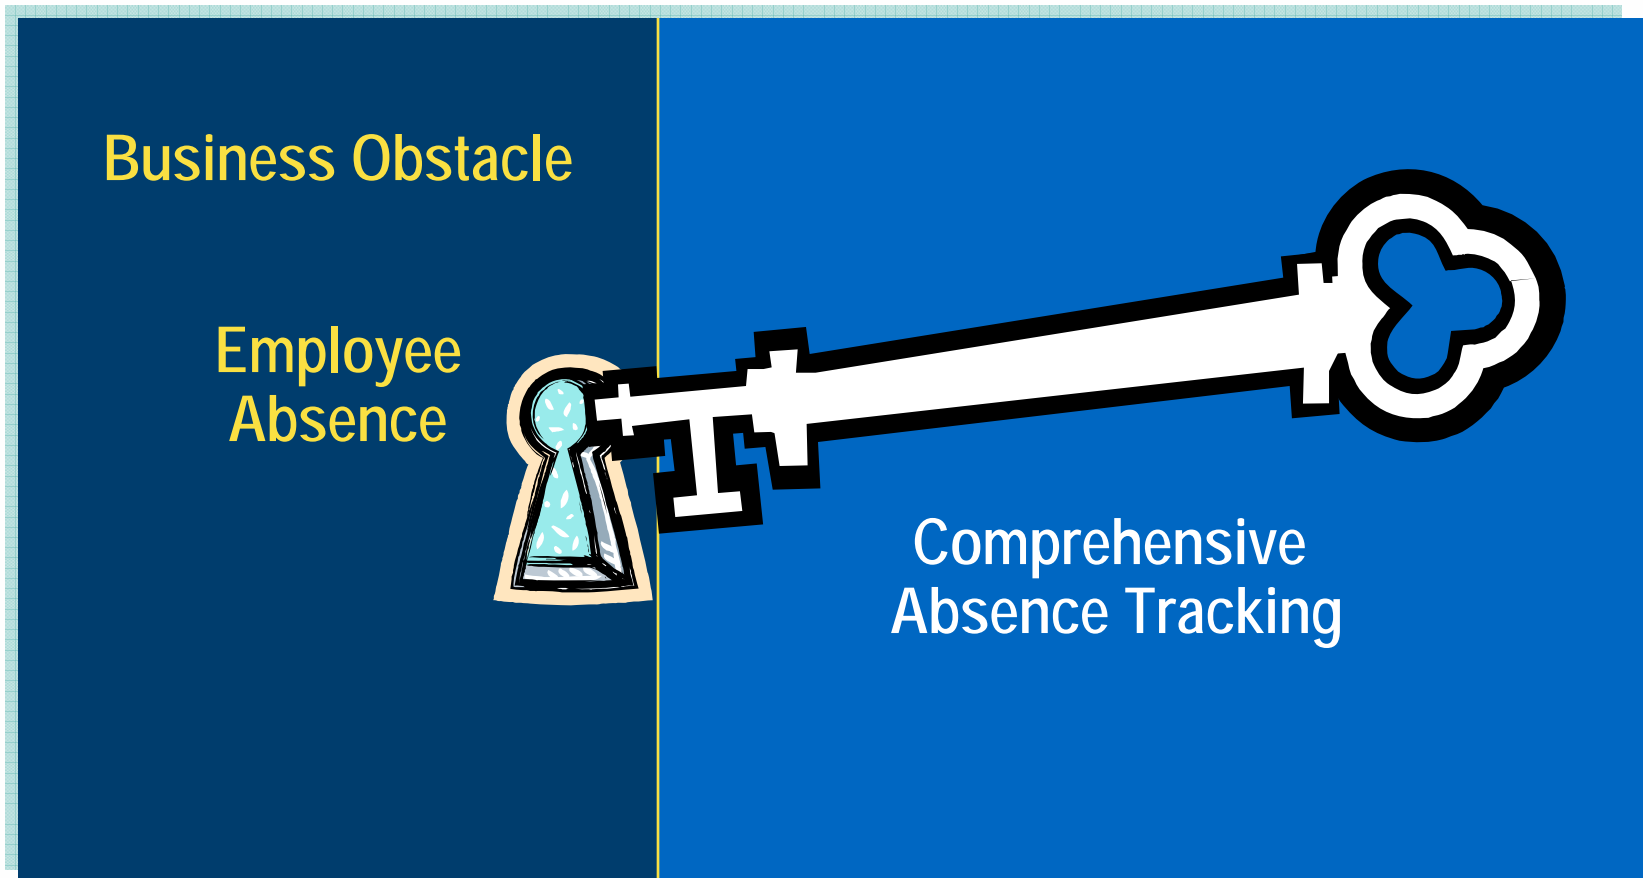 Business Obstacle
Employee
Absence
Comprehensive
Absence Tracking